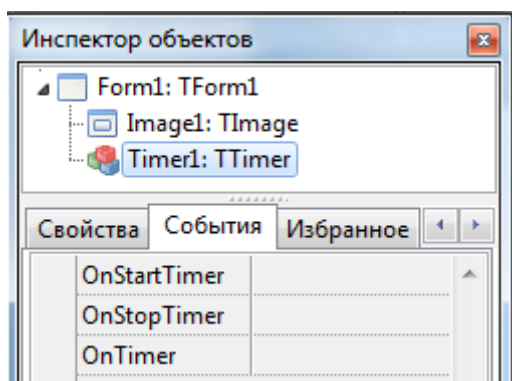 Инспектор объектов
Form1: TForm1
Image1: TImage
Timer1: TTimer
Свойства События Избранное
OnStartTimer
OnStopTimer
OnTimer